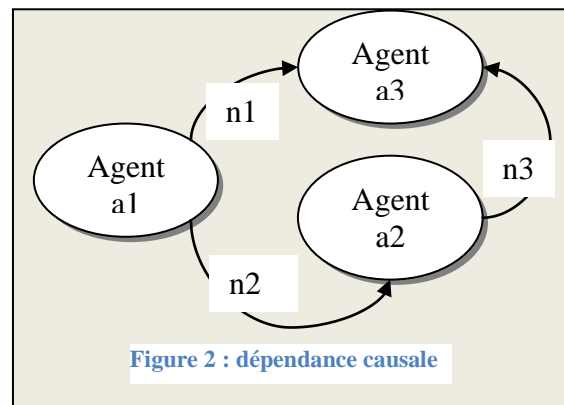 Agent
a3
n1
Agent
a1
n3
Agent
a2
n2
Figure 2 : dépendance causale